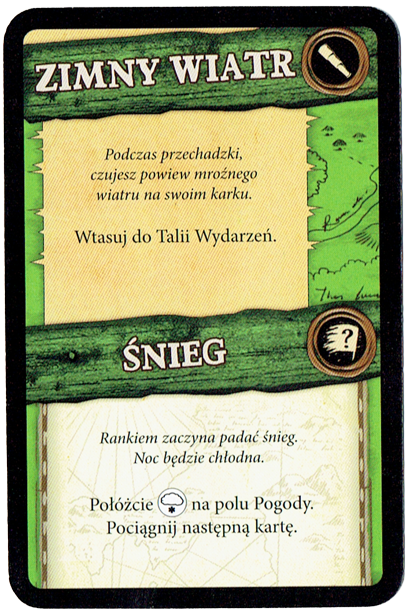 ZIMNY WIATR
Podczas przechadzki,
czujesz powiew mroźnego
wiatru na swoim karku.
Wtasuj do Talii Wydarzeń.
ŚNIEG
?
Rankiem zaczyna padać śnieg.
Noc będzie chłodna.
Połóżcie na polu Pogody.
Pociągnij następną kartę.